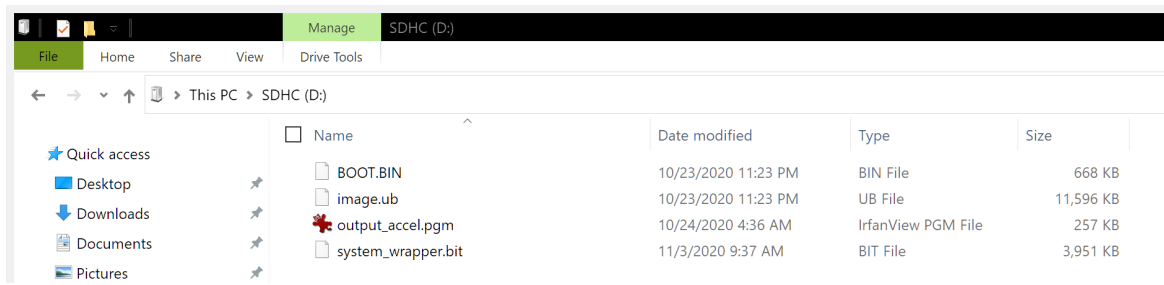 Manage SDHC (D:)
File Home Share View Drive Tools
This PC > SDHC (D:)
Name Date modified Type Size
Quick access
Desktop
Downloads
Documents
Pictures
BOOT.BIN 10/23/2020 11:23 PM BIN File 668 KB
image.ub 10/23/2020 11:23 PM UB File 11,596 KB
output_accel.pgm 10/24/2020 4:36 AM IrfanView PGM File 257 KB
system_wrapper.bit 11/3/2020 9:37 AM BIT File 3,951 KB